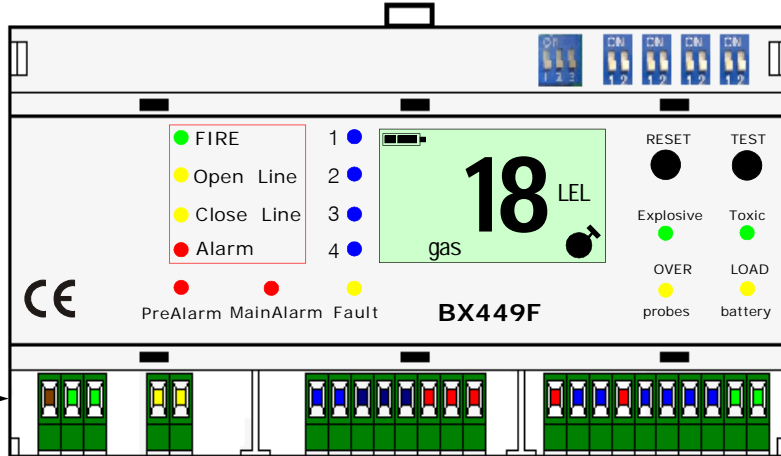 ON ON ON ON ON
1 2 3 1 2 1 2 1 2 1 2
FIRE 1 RESET TEST
Open Line 2 18 LEL
Close Line 3 Explosive Toxic
Alarm 4 gas
CE OVER LOAD
PreAlarm MainAlarm Fault BX449F probes battery